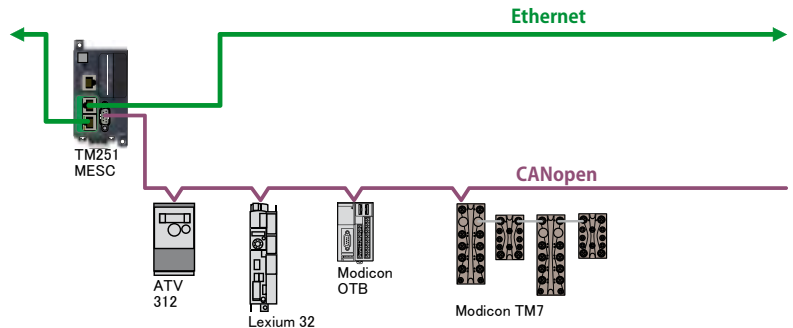 Ethernet
TM251
MESC
CANopen
ATV
312
Lexium 32
Modicon
OTB
Modicon TM7